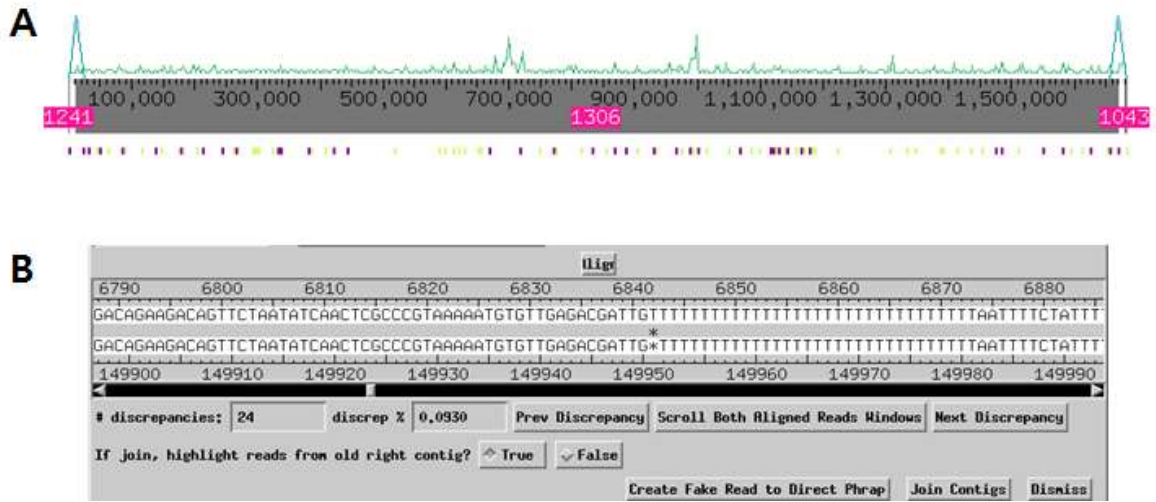 A
100,000 300,000 500,000 700,000 900,000 1,100,000 1,300,000 1,500,000
1241 1306 1043
B
6790 6800 6810 6820 6830 6840 6850 6860 6870 6880
GACAGAAGACAGTTCTAATATCAACTCGCCCGTAAAAATGTGTTGAGACGATTGTTTTTTTTTTTTTTTTTTTTTTTTTTTTTTTTAATTTTCTATTT
*
GACAGAAGACAGTTCTAATATCAACTCGCCCGTAAAAATGTGTTGAGACGATTG*TTTTTTTTTTTTTTTTTTTTTTTTTTTTTTTAATTTTCTATTT
149900 149910 149920 149930 149940 149950 149960 149970 149980 149990
# discrepancies: 24 discrep % 0.0930 Prev Discrepancy Scroll Both Aligned Reads Windows Next Discrepancy
If join, highlight reads from old right contig? True False
Create Fake Read to Direct Phrap Join Contigs Dismiss